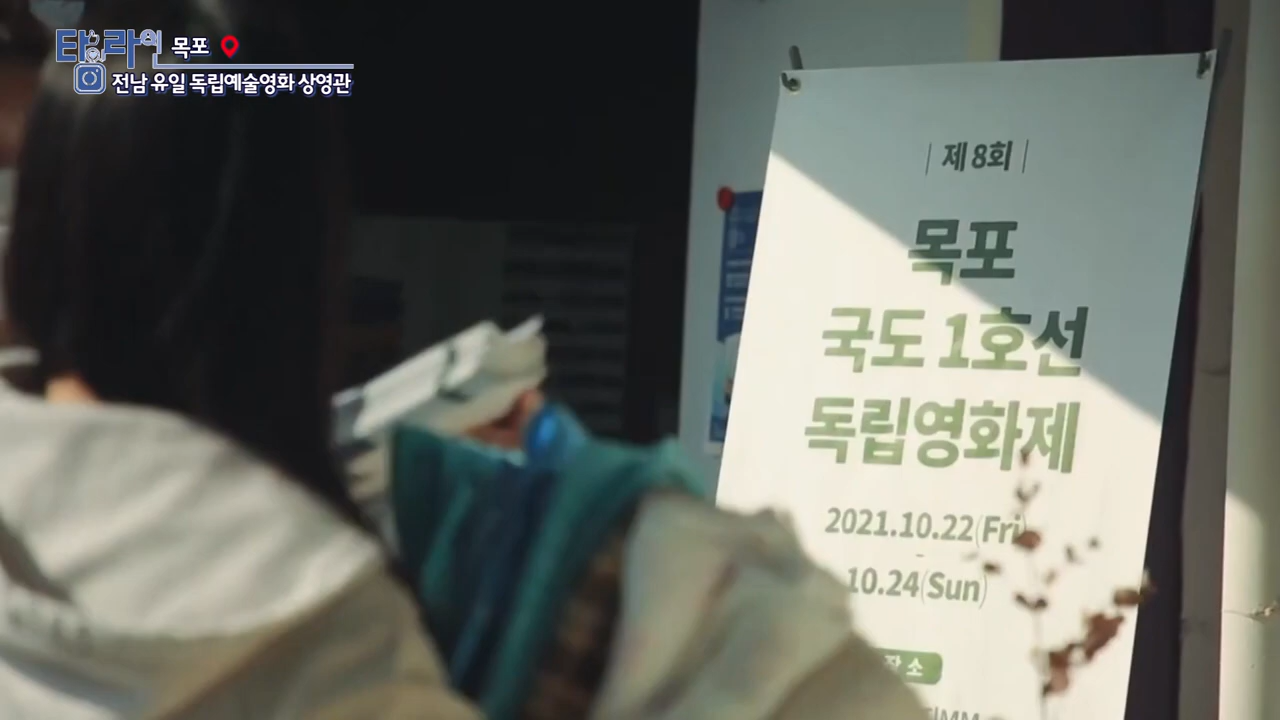 타라인 목포
전남 유일 독립예술영화 상영관
제 8회
목포
국도 1호선
독립영화제
2021.10.22(Fri)
-
10.24(Sun)
장 소